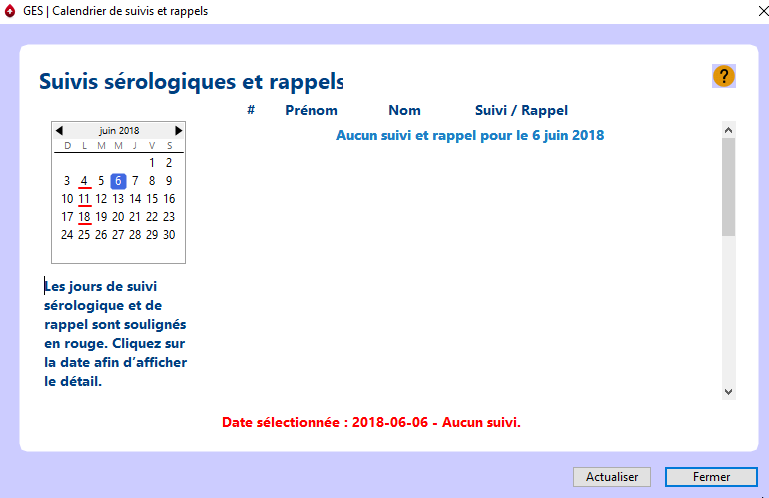 GES | Calendrier de suivis et rappels
Suivis sérologiques et rappels
?
# Prénom Nom Suivi / Rappel
juin 2018
Aucun suivi et rappel pour le 6 juin 2018
D L M M J V S
1 2
3 4 5 6 7 8 9
10 11 12 13 14 15 16
17 18 19 20 21 22 23
24 25 26 27 28 29 30
Les jours de suivi
sérologique et de
rappel sont soulignés
en rouge. Cliquez sur
la date afin d'afficher
le détail.
Date sélectionnée : 2018-06-06 - Aucun suivi.
Actualiser Fermer